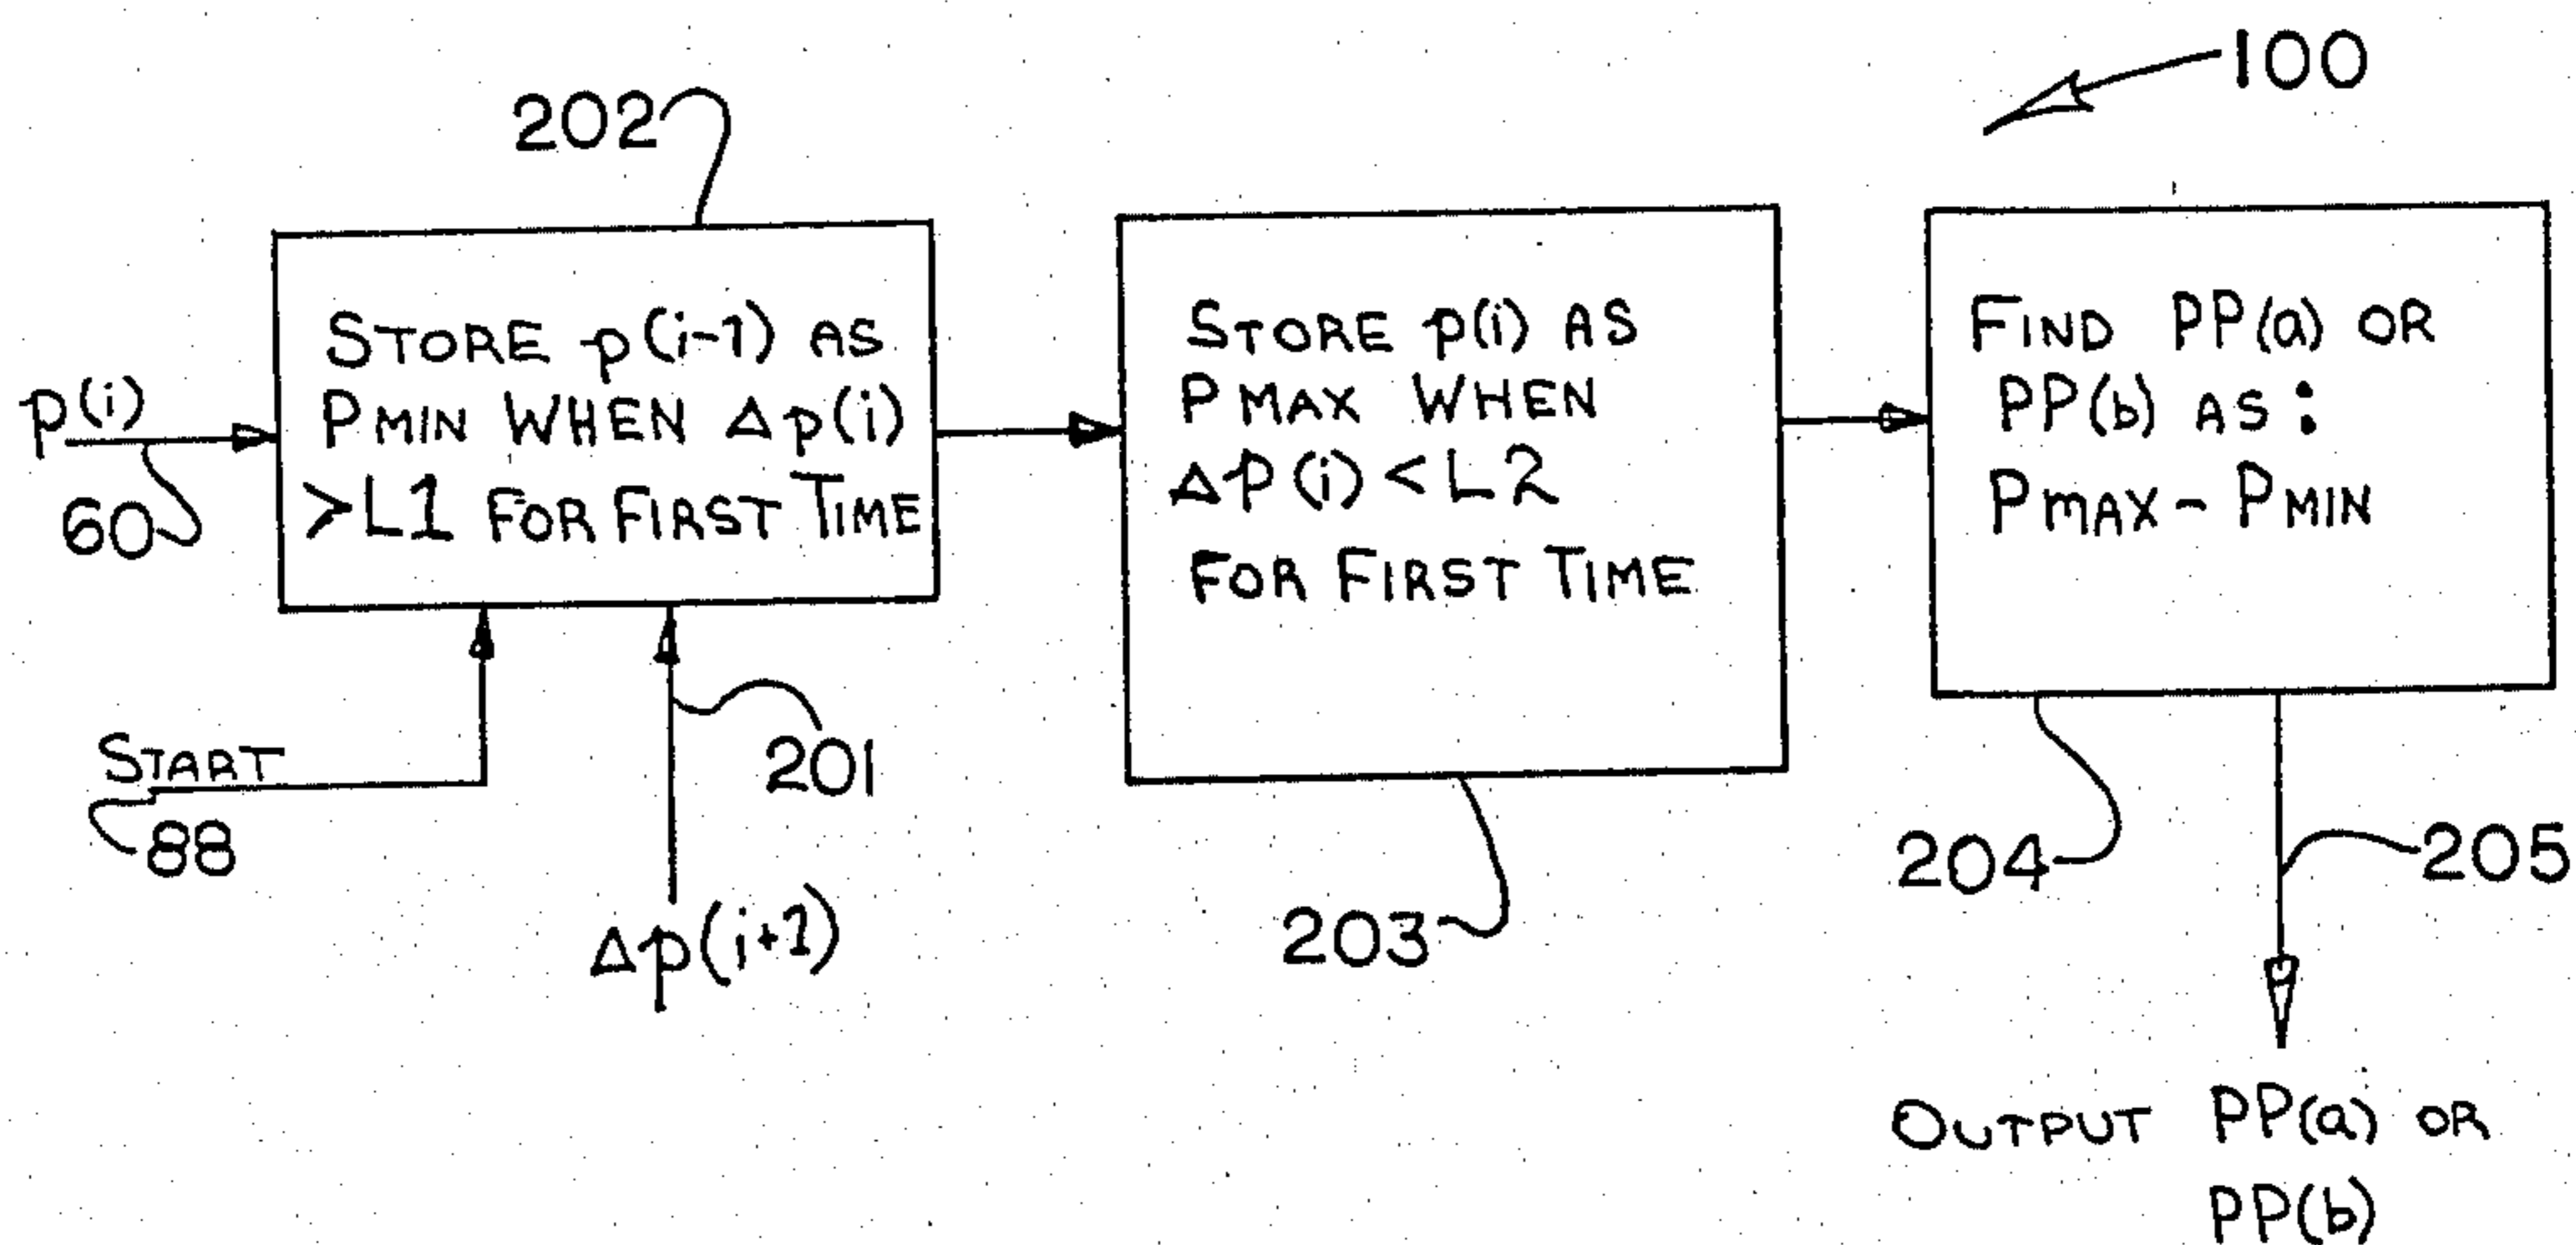 100
202
STORE p(i-1) AS
PMIN WHEN Δp(i)
>L1 FOR FIRST TIME
STORE p(i) AS
PMAX WHEN
Δp(i) < L2
FOR FIRST TIME
FIND PP(a) OR
PP(b) AS:
PMAX - PMIN
p(i)
60
START
88
201
Δp(i+1)
203
204
205
OUTPUT PP(a) OR
PP(b)